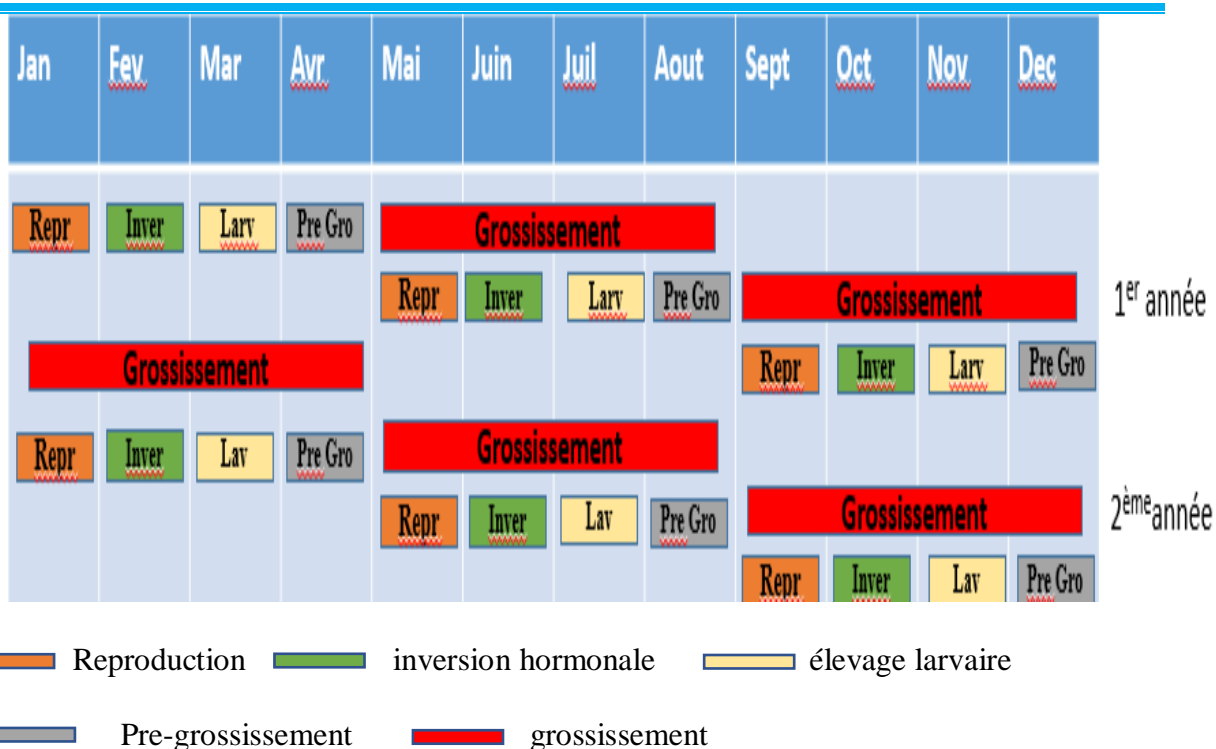 Jan Fev Mar Avr Mai Juin Juil Aout Sept Oct Nov Dec
Repr Inver Larv Pre Gro Grossissement
Repr Inver Larv Pre Gro Grossissement
1er année
Grossissement Repr Inver Larv Pre Gro
Repr Inver Lav Pre Gro Grossissement
Repr Inver Lav Pre Gro Grossissement
2èmeannée
Repr Inver Lav Pre Gro
Reproduction inversion hormonale élevage larvaire
Pre-grossissement grossissement